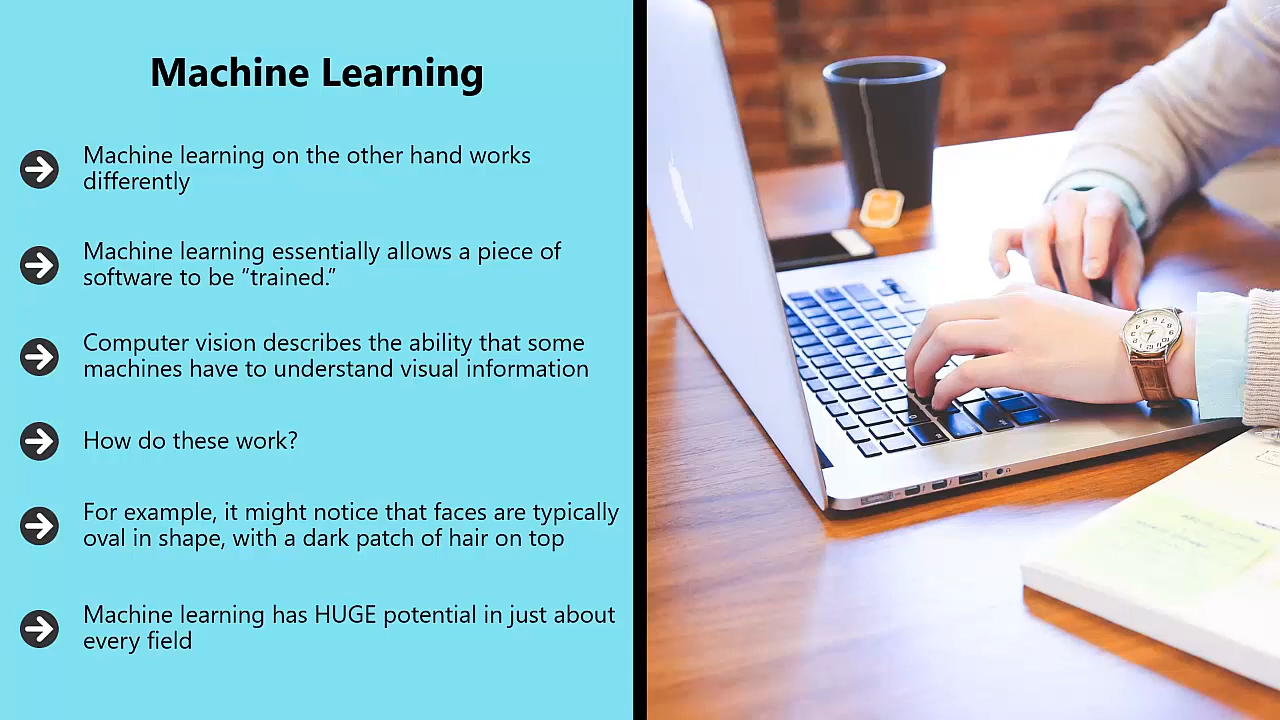 Machine Learning
Machine learning on the other hand works
differently
Machine learning essentially allows a piece of
software to be “trained.”
Computer vision describes the ability that some
machines have to understand visual information
How do these work?
For example, it might notice that faces are typically
oval in shape, with a dark patch of hair on top
Machine learning has HUGE potential in just about
every field